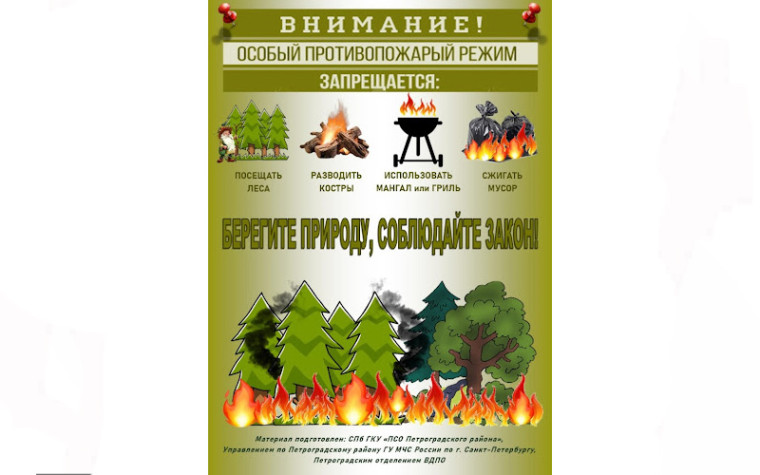 ВНИМАНИЕ!
ОСОБЫЙ ПРОТИВОПОЖАРЫЙ РЕЖИМ
ЗАПРЕЩАЕТСЯ:
ПОСЕЩАТЬ
ЛЕСА
РАЗВОДИТЬ
КОСТРЫ
ИСПОЛЬЗОВАТЬ
МАНГАЛ или ГРИЛЬ
СЖИГАТЬ
МУСОР
БЕРЕГИТЕ ПРИРОДУ, СОБЛЮДАЙТЕ ЗАКОН!
Материал подготовлен: СПб ГКУ «ПСО Петроградского района»,
Управлением по Петроградскому району ГУ МЧС России по г. Санкт-Петербургу,
Петроградским отделением ВДПО